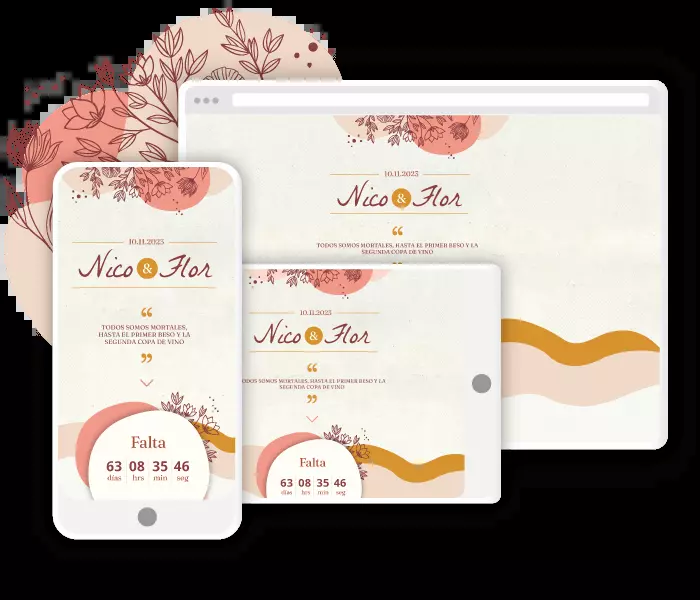 10.11.2023
Nico & Flor
“
TODOS SOMOS MORTALES, HASTA EL PRIMER BESO Y LA
SEGUNDA COPA DE VINO
10.11.2023
Nico & Flor
“
TODOS SOMOS MORTALES,
HASTA EL PRIMER BESO Y LA
SEGUNDA COPA DE VINO
”
Falta
63 08 35 46
días hrs min seg
10.11.2023
Nico & Flor
“
TODOS SOMOS MORTALES, HASTA EL PRIMER BESO Y LA
SEGUNDA COPA DE VINO
”
Falta
63 08 35 46
días hrs min seg